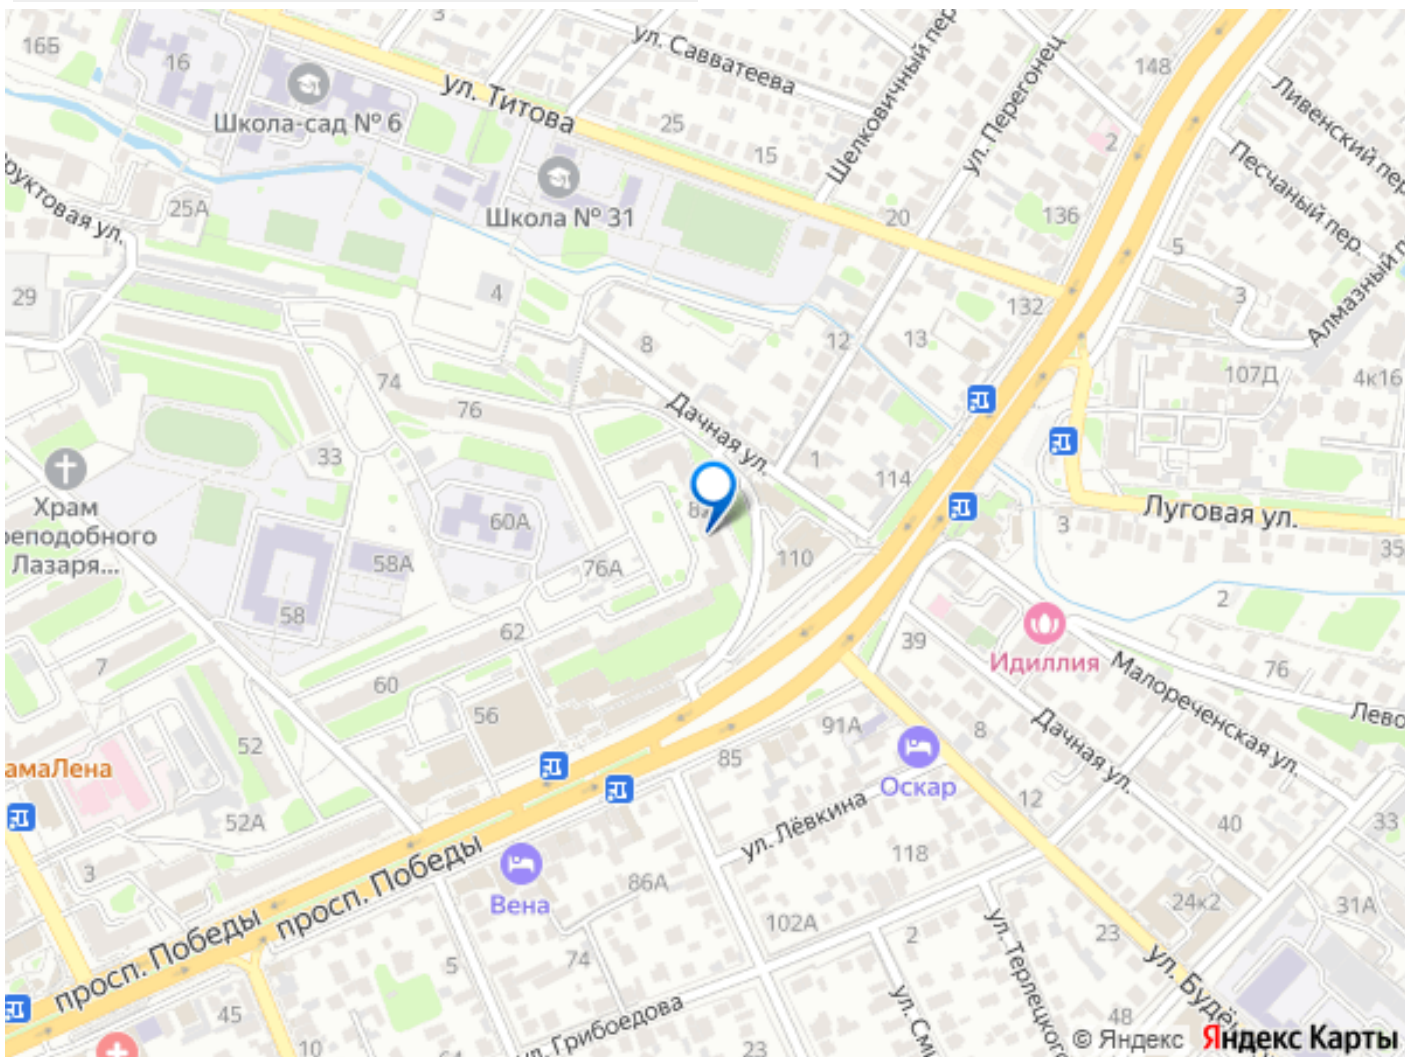 3
16Б
16
ул. Савватеева
Шелковичный пер.
ул. Перегонец
148
Ливенский пер.
ул. Титова
Школа-сад № 6
25
15
2
Песчаный пер.
Школа № 31
25А
20
136
5
3
Алмазный
29
4
132
8
12
13
107Д
4к16
74
76
Дачная ул.
33
1
114
Храм
60А
110
Луговая ул.
3
35
Лазаря...
58А
76А
58
2
62
39
Идиллия
7
60
56
76
Малореченская ул.
52
91А
8
Дачная ул.
85
Оскар
12
52А
ул. Лёвкина
40
33
3
просп. Победы
118
86А
Вена
24к2
31А
просп. Победы
102А
2
23
5
74
ул. Терлецкого
45
10
64
23
ул. Грибоедова
48
© Яндекс Яндекс Карты